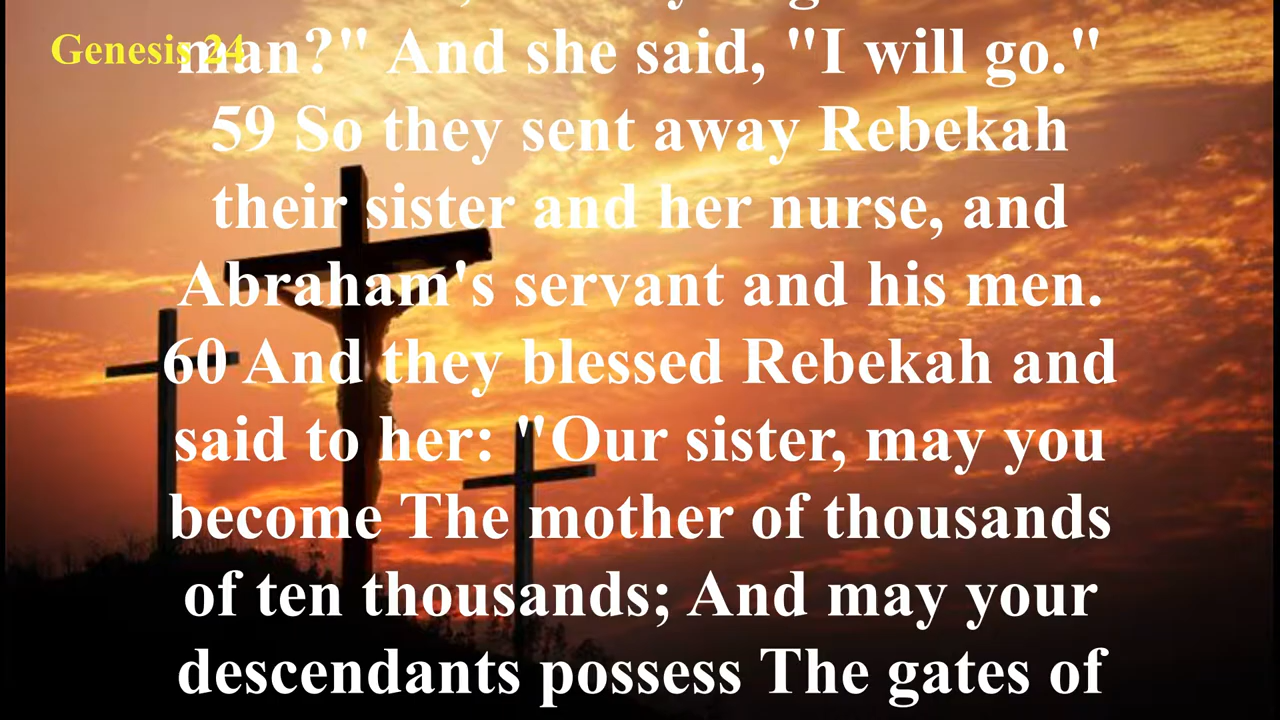 Genesis 24
man?" And she said, "I will go."
59 So they sent away Rebekah
their sister and her nurse, and
Abraham's servant and his men.
60 And they blessed Rebekah and
said to her: "Our sister, may you
become The mother of thousands
of ten thousands; And may your
descendants possess The gates of